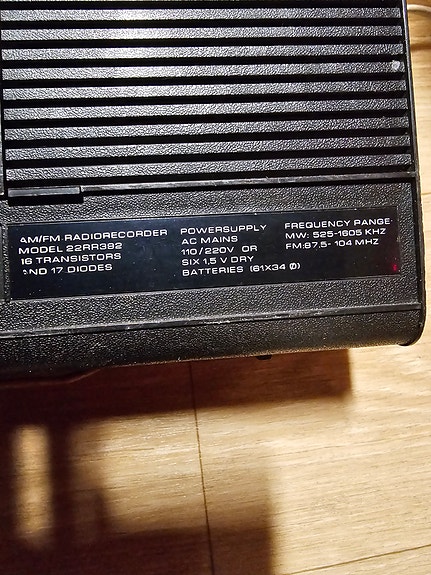 AM/FM RADIORECORDER
MODEL 22RR392
16 TRANSISTORS
AND 17 DIODES
POWERSUPPLY
AC MAINS
110/220V OR
SIX 1,5 V DRY
BATTERIES (61X34 Ø)
FREQUENCY RANGE
MW: 525-1605 KHZ
FM: 87.5- 104 MHZ